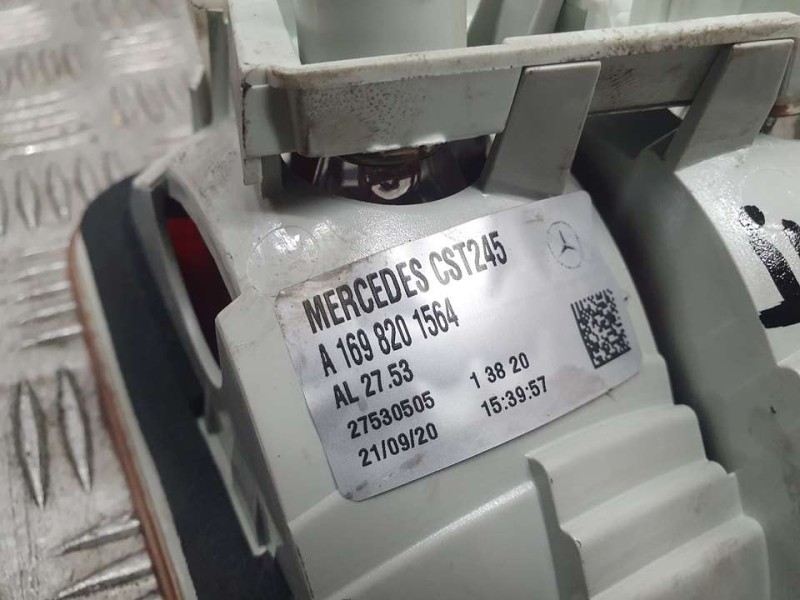 MERCEDES CST245
A 169 820 1564
AL 27.53
27530505 1 38 20
21/09/20 15:39:57